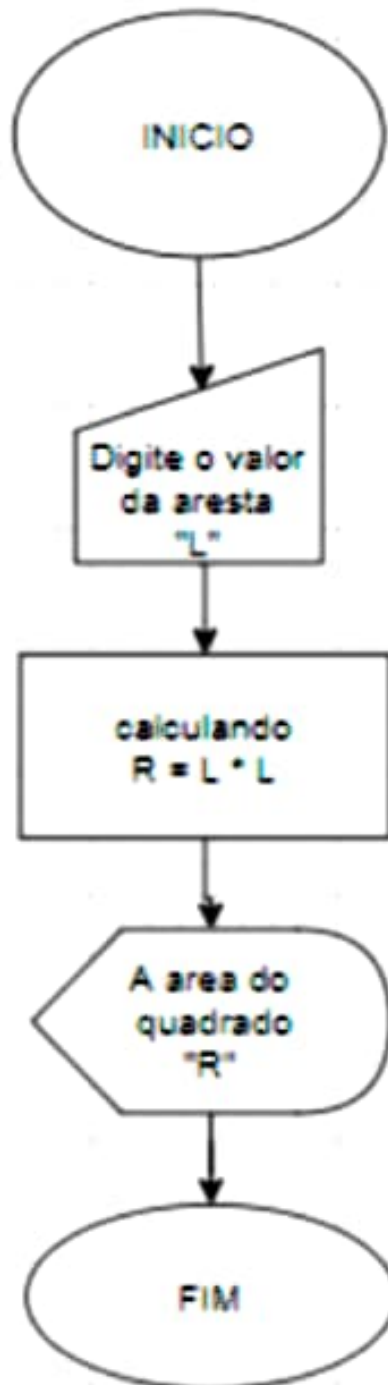 INICIO
Digite o valor
da aresta
"L"
calculando
R = L * L
A area do
quadrado
"R"
FIM